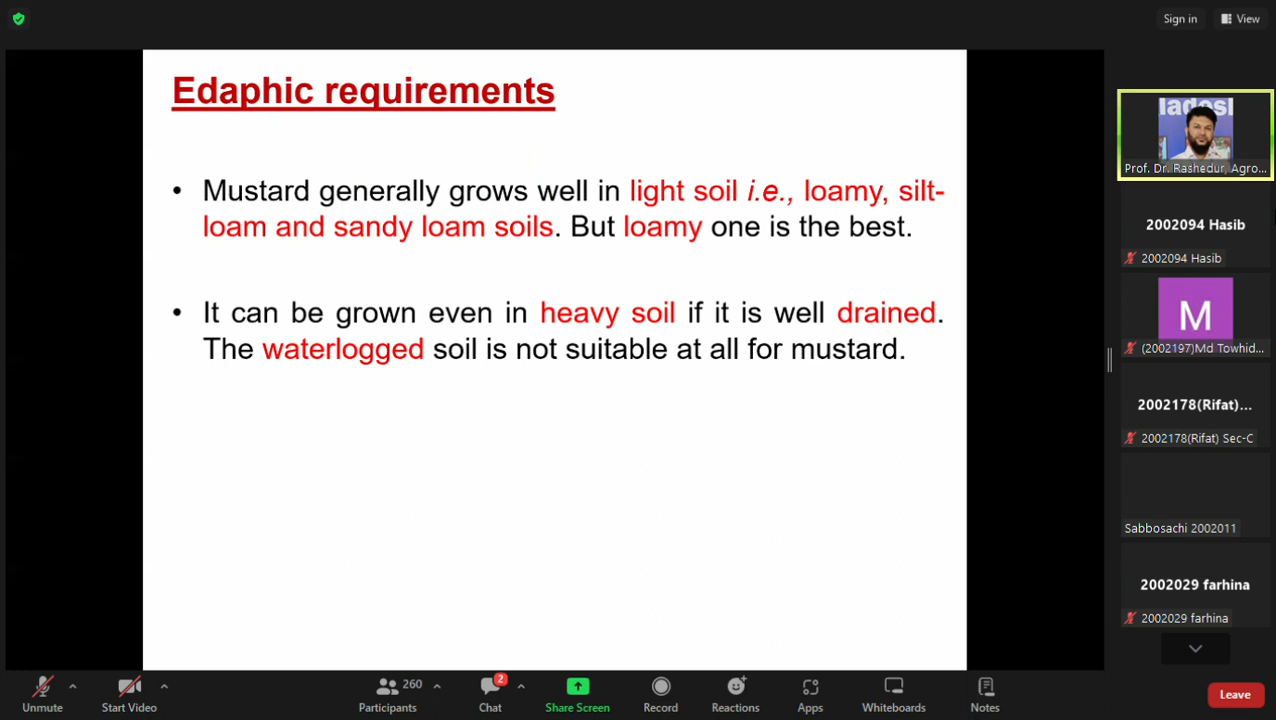 Sign in
View
Edaphic requirements
• Mustard generally grows well in light soil i.e., loamy, silt-
loam and sandy loam soils. But loamy one is the best.
• It can be grown even in heavy soil if it is well drained.
The waterlogged soil is not suitable at all for mustard.
ladesl
Prof. Dr. Rashedur, Agro...
2002094 Hasib
2002094 Hasib
M
(2002197)Md Towhid...
2002178(Rifat)...
2002178(Rifat) Sec-C
Sabbosachi 2002011
2002029 farhina
2002029 farhina
Unmute
Start Video
260
Participants
2
Chat
Share Screen
Record
Reactions
Apps
Whiteboards
Notes
Leave